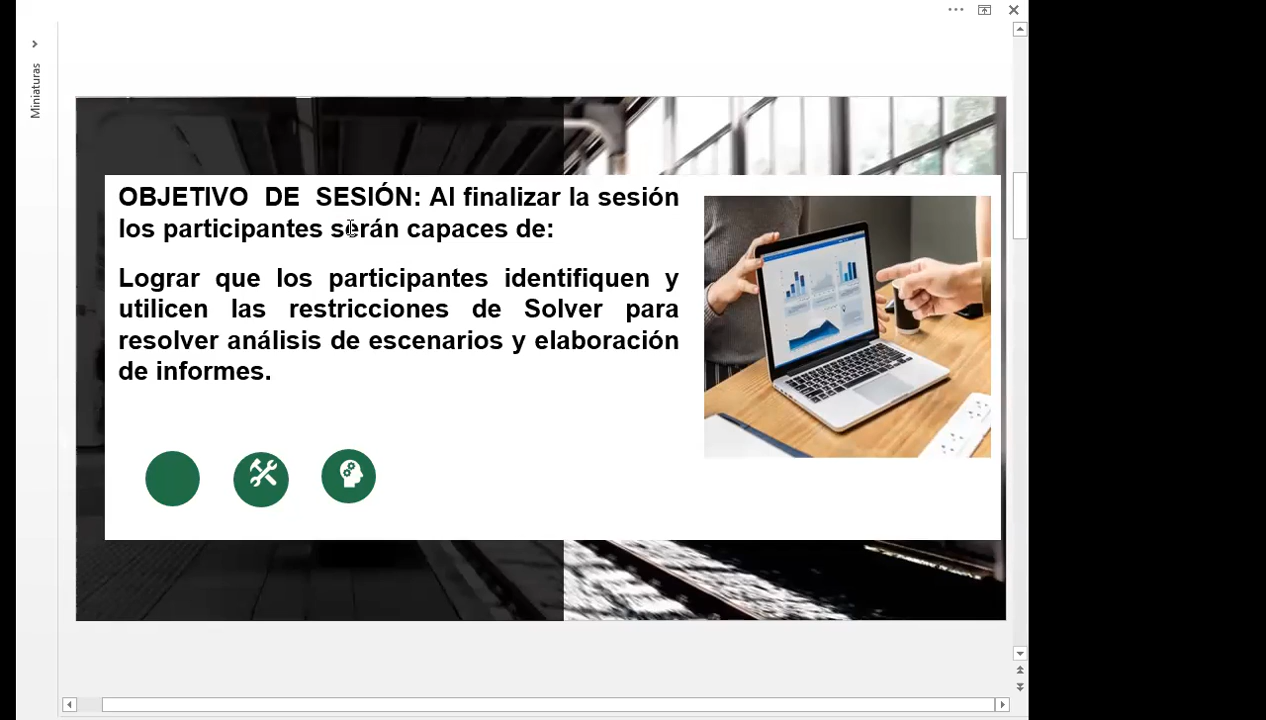 Miniaturas
OBJETIVO DE SESIÓN: Al finalizar la sesión
los participantes serán capaces de:
Lograr que los participantes identifiquen y
utilicen las restricciones de Solver para
resolver análisis de escenarios y elaboración
de informes.